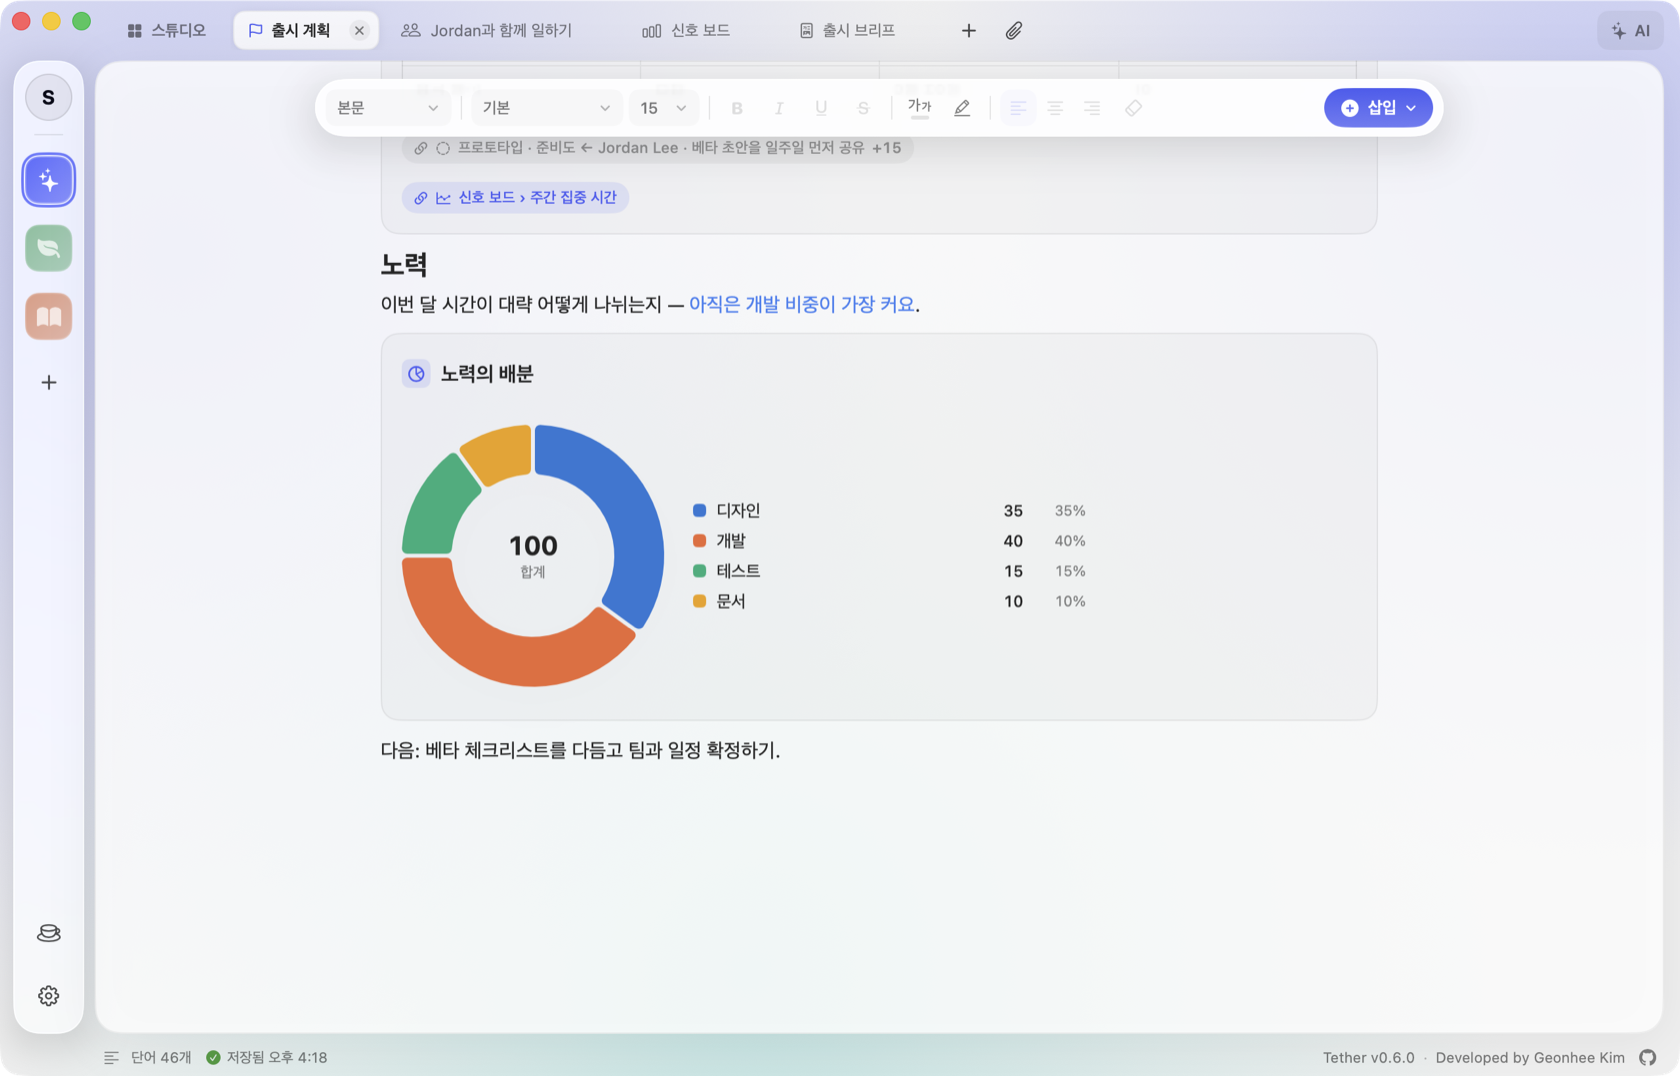 스튜디오
출시 계획
Jordan과 함께 일하기
신호 보드
출시 브리프
AI
S
본문
기본
15
B
I
U
S
가가
삽입
프로토타입 · 준비도 ← Jordan Lee · 베타 초안을 일주일 먼저 공유 +15
신호 보드 › 주간 집중 시간
노력
이번 달 시간이 대략 어떻게 나뉘는지 — 아직은 개발 비중이 가장 커요.
노력의 배분
100
합계
디자인 35 35%
개발 40 40%
테스트 15 15%
문서 10 10%
다음: 베타 체크리스트를 다듬고 팀과 일정 확정하기.
단어 46개
저장됨 오후 4:18
Tether v0.6.0 · Developed by Geonhee Kim